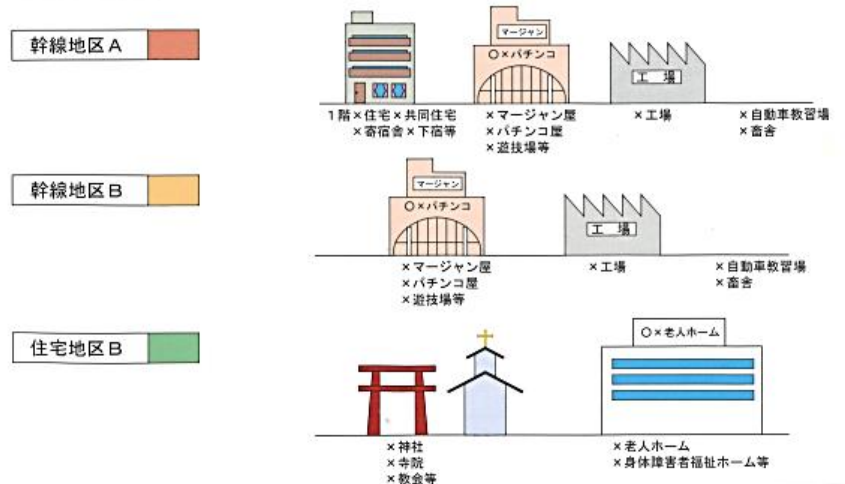 幹線地区A
マージャン
○×パチンコ
工 場
1階×住宅×共同住宅
×寄宿舎×下宿等
×マージャン屋
×パチンコ屋
×遊技場等
×工場
×自動車教習場
×畜舎
幹線地区B
マージャン
○×パチンコ
工 場
×マージャン屋
×パチンコ屋
×遊技場等
×工場
×自動車教習場
×畜舎
住宅地区B
○×老人ホーム
×神社
×寺院
×教会等
×老人ホーム
×身体障害者福祉ホーム等